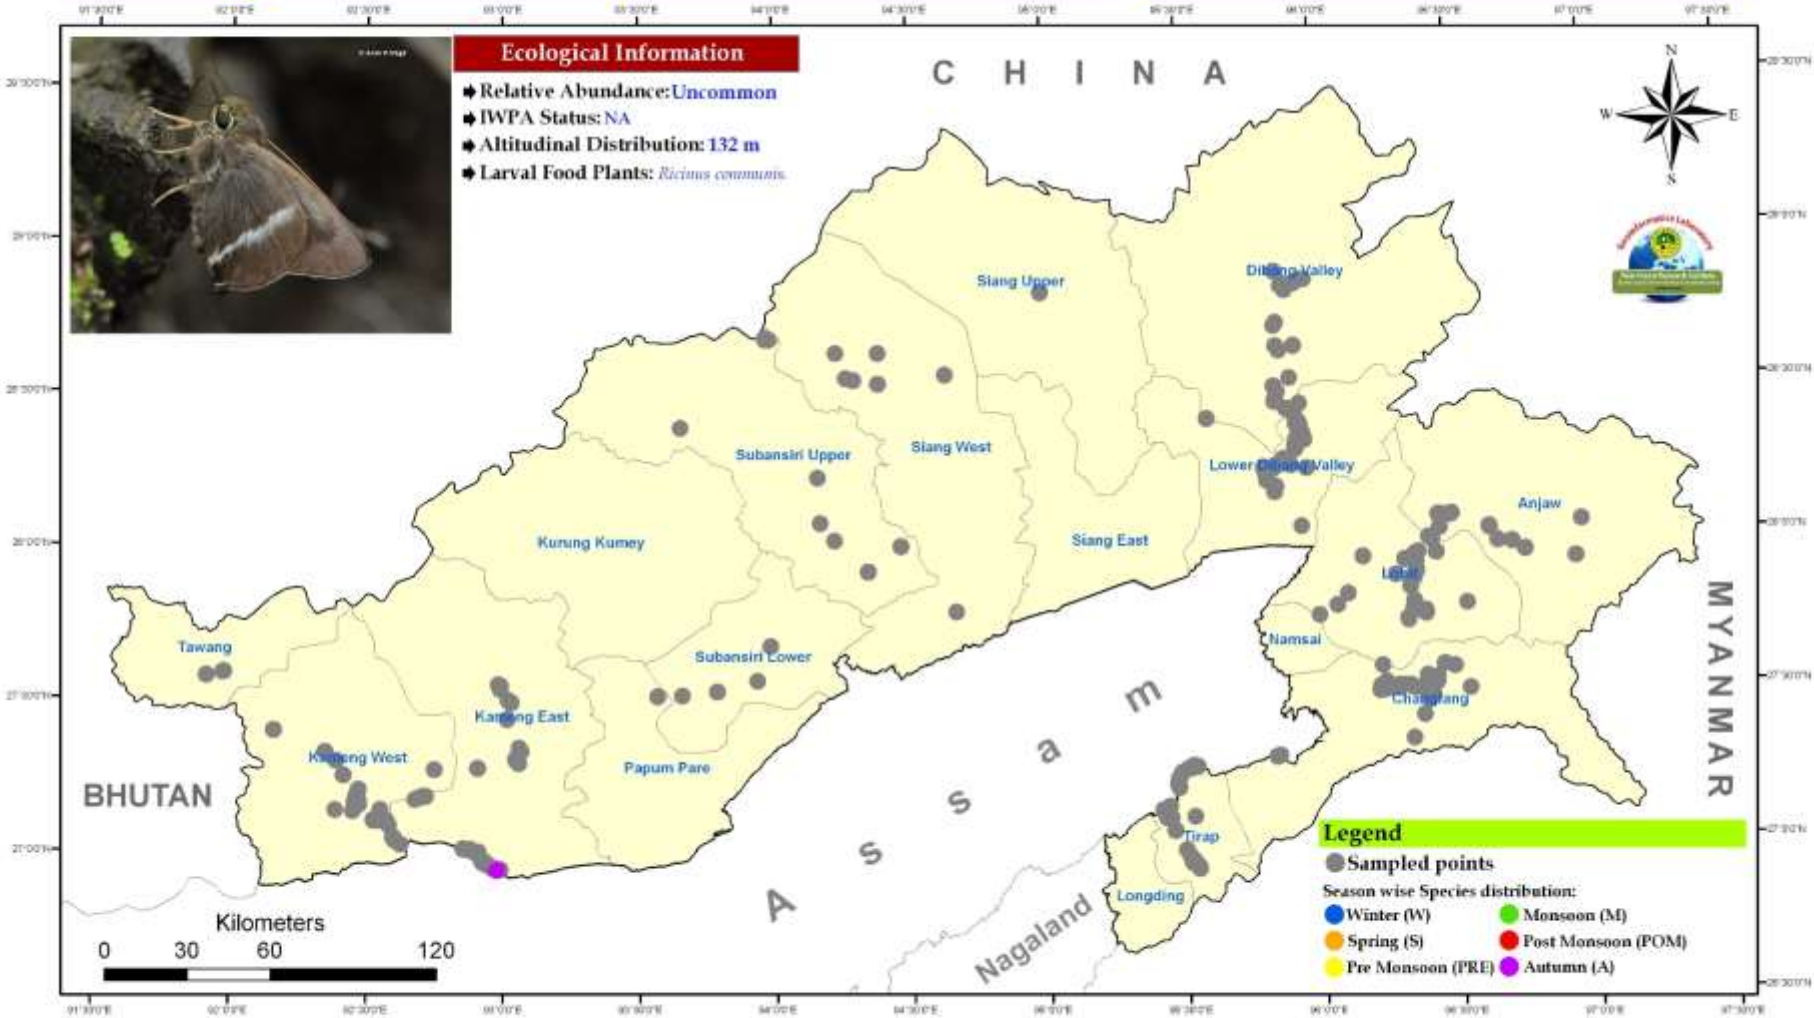 Ecological Information
Relative Abundance: Uncommon
IWPA Status: NA
Altitudinal Distribution: 132 m
Larval Food Plants: Ricinus communis.
C H I N A
N
W E
S
Dibang Valley
Siang Upper
Subansiri Upper
Siang West
Lower Dibang Valley
Anjaw
Kurung Kumey
Siang East
Lohit
Namsai
Tawang
Subansiri Lower
Changlang
Kameng East
Kameng West
Papum Pare
BHUTAN
MYANMAR
Assam
Tirap
Longding
Nagaland
Kilometers
0 30 60 120
Legend
Sampled points
Season wise Species distribution:
Winter (W)
Monsoon (M)
Spring (S)
Post Monsoon (POM)
Pre Monsoon (PRE)
Autumn (A)